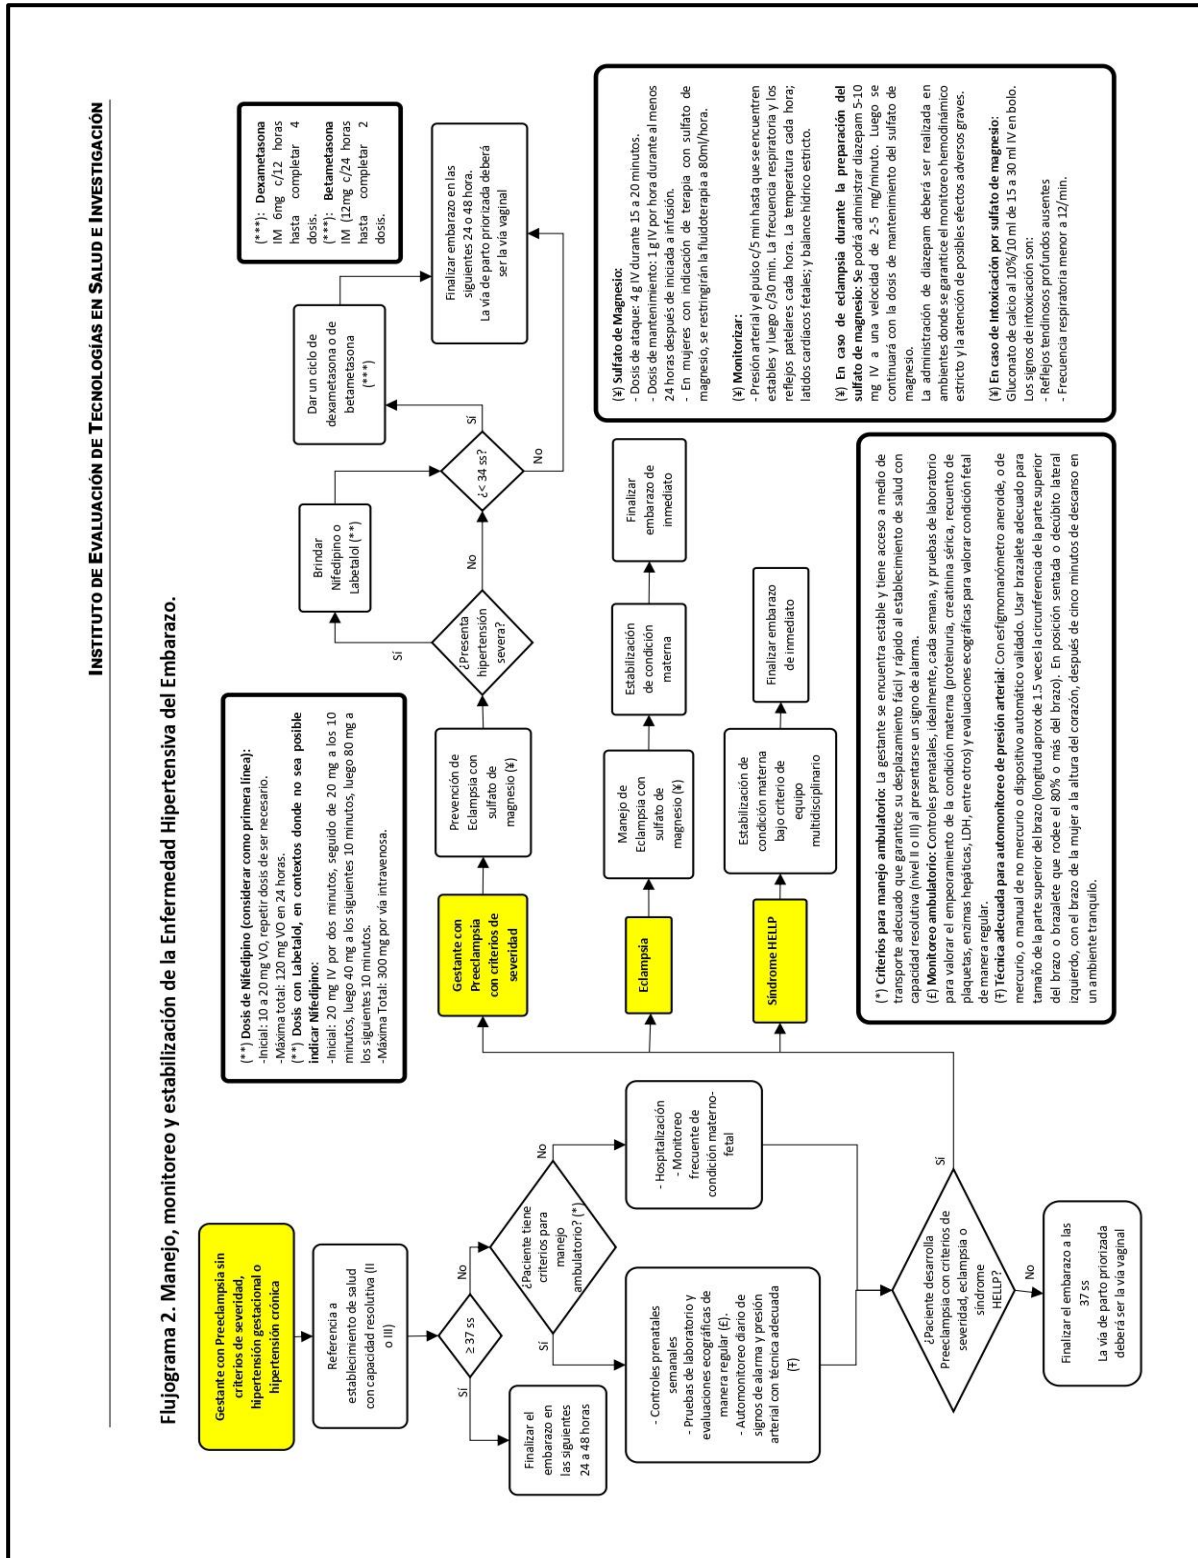 INSTITUTO DE EVALUACIÓN DE TECNOLOGÍAS EN SALUD E INVESTIGACIÓN
Flujograma 2. Manejo, monitoreo y estabilización de la Enfermedad Hipertensiva del Embarazo.
Gestante con Preeclampsia sin
criterios de severidad,
hipertensión gestacional o
hipertensión crónica
Referencia a
establecimiento de salud
con capacidad resolutiva (II
o III)
≥ 37 ss
Sí
No
Finalizar el
embarazo en
las siguientes
24 a 48 horas
¿Paciente tiene
criterios para
manejo
ambulatorio? (*)
Sí
No
- Controles prenatales
semanales
- Pruebas de laboratorio y
evaluaciones ecográficas de
manera regular (£).
- Automonitoreo diario de
signos de alarma y presión
arterial con técnica adecuada
(Ŧ)
- Hospitalización
- Monitoreo
frecuente de
condición materno-
fetal
¿Paciente desarrolla
Preeclampsia con criterios de
severidad, eclampsia o
síndrome
HELLP?
Sí
No
Finalizar el embarazo a las
37 ss
La vía de parto priorizada
deberá ser la vía vaginal
(**) Dosis de Nifedipino (considerar como primera línea):
-Inicial: 10 a 20 mg VO, repetir dosis de ser necesario.
-Máxima total: 120 mg VO en 24 horas.
(**) Dosis con Labetalol, en contextos donde no sea posible
indicar Nifedipino:
-Inicial: 20 mg IV por dos minutos, seguido de 20 mg a los 10
minutos, luego 40 mg a los siguientes 10 minutos, luego 80 mg a
los siguientes 10 minutos.
-Máxima Total: 300 mg por vía intravenosa.
Gestante con
Preeclampsia
con criterios de
severidad
Prevención de
Eclampsia con
sulfato de
magnesio (¥)
¿Presenta
hipertensión
severa?
Sí
No
Brindar
Nifedipino o
Labetalol (**)
¿< 34 ss?
Sí
No
Dar un ciclo de
dexametasona o de
betametasona
(***)
(***): Dexametasona
IM 6mg c/12 horas
hasta completar 4
dosis.
(***): Betametasona
IM (12mg c/24 horas
hasta completar 2
dosis.
Finalizar embarazo en las
siguientes 24 o 48 hora.
La vía de parto priorizada deberá
ser la vía vaginal
Eclampsia
Manejo de
Eclampsia con
sulfato de
magnesio (¥)
Estabilización
de condición
materna
Finalizar
embarazo de
inmediato
Síndrome HELLP
Estabilización de
condición materna
bajo criterio de
equipo
multidisciplinario
Finalizar embarazo
de inmediato
(¥) Sulfato de Magnesio:
- Dosis de ataque: 4 g IV durante 15 a 20 minutos.
- Dosis de mantenimiento: 1 g IV por hora durante al menos
24 horas después de iniciada a infusión.
- En mujeres con indicación de terapia con sulfato de
magnesio, se restringirán la fluidoterapia a 80ml/hora.
(¥) Monitorizar:
- Presión arterial y el pulso c/5 min hasta que se encuentren
estables y luego c/30 min. La frecuencia respiratoria y los
reflejos patelares cada hora. La temperatura cada hora;
latidos cardíacos fetales; y balance hídrico estricto.
(¥) En caso de eclampsia durante la preparación del
sulfato de magnesio: Se podrá administrar diazepam 5-10
mg IV a una velocidad de 2-5 mg/minuto. Luego se
continuará con la dosis de mantenimiento del sulfato de
magnesio.
La administración de diazepam deberá ser realizada en
ambientes donde se garantice el monitoreo hemodinámico
estricto y la atención de posibles efectos adversos graves.
(¥) En caso de Intoxicación por sulfato de magnesio:
Gluconato de calcio al 10%/10 ml de 15 a 30 ml IV en bolo.
Los signos de intoxicación son:
- Reflejos tendinosos profundos ausentes
- Frecuencia respiratoria menor a 12/min.
(*) Criterios para manejo ambulatorio: La gestante se encuentra estable y tiene acceso a medio de
transporte adecuado que garantice su desplazamiento fácil y rápido al establecimiento de salud con
capacidad resolutiva (nivel II o III) al presentarse un signo de alarma.
(£) Monitoreo ambulatorio: Controles prenatales, idealmente, cada semana, y pruebas de laboratorio
para valorar el empeoramiento de la condición materna (proteinuria, creatinina sérica, recuento de
plaquetas, enzimas hepáticas, LDH, entre otros) y evaluaciones ecográficas para valorar condición fetal
de manera regular.
(Ŧ) Técnica adecuada para automonitoreo de presión arterial: Con esfigmomanómetro aneroide, o de
mercurio, o manual de no mercurio o dispositivo automático validado. Usar brazalete adecuado para
tamaño de la parte superior del brazo (longitud aprox de 1.5 veces la circunferencia de la parte superior
del brazo o brazalete que rodee el 80% o más del brazo). En posición sentada o decúbito lateral
izquierdo, con el brazo de la mujer a la altura del corazón, después de cinco minutos de descanso en
un ambiente tranquilo.